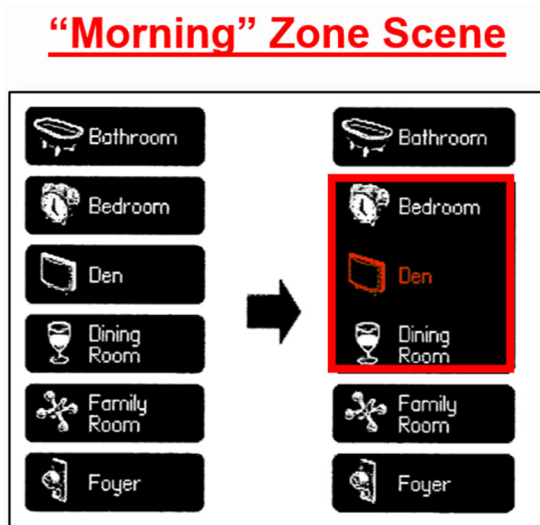 “Morning” Zone Scene
Bathroom
Bedroom
Den
Dining
Room
Family
Room
Foyer
Bathroom
Bedroom
Den
Dining
Room
Family
Room
Foyer